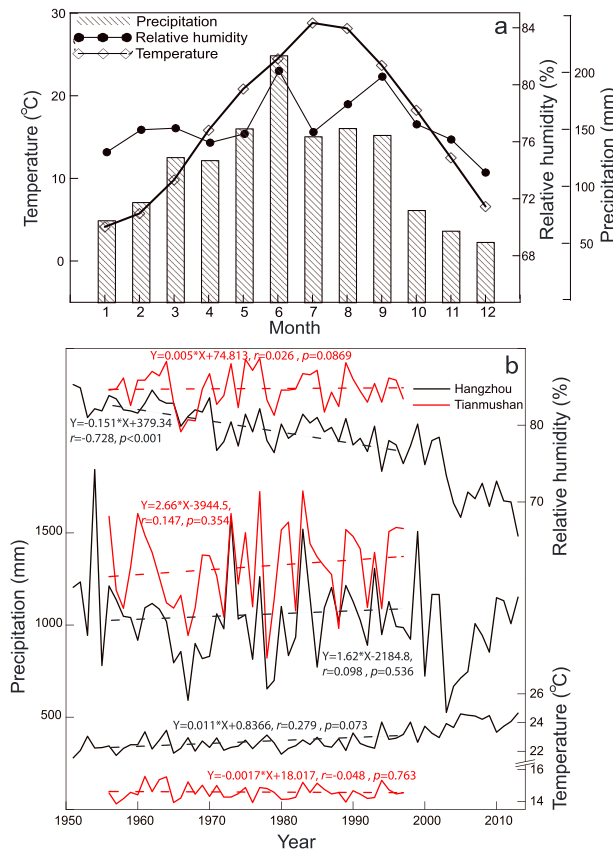 a
Precipitation
Relative humidity
Temperature
30
20
10
0
Temperature (°C)
84
80
76
72
68
Relative humidity (%)
200
150
100
50
Precipitation (mm)
1 2 3 4 5 6 7 8 9 10 11 12
Month
b
Y=0.005*X+74.813, r=0.026 , p=0.0869
Hangzhou
Tianmushan
Y=-0.151*X+379.34
r=-0.728, p<0.001
80
70
Relative humidity (%)
Y=2.66*X-3944.5,
r=0.147, p=0.354
1500
1000
500
Precipitation (mm)
Y=1.62*X-2184.8,
r=0.098 , p=0.536
Y=0.011*X+0.8366, r=0.279 , p=0.073
26
24
22
16
14
Temperature (°C)
Y=-0.0017*X+18.017, r=-0.048 , p=0.763
1950 1960 1970 1980 1990 2000 2010
Year